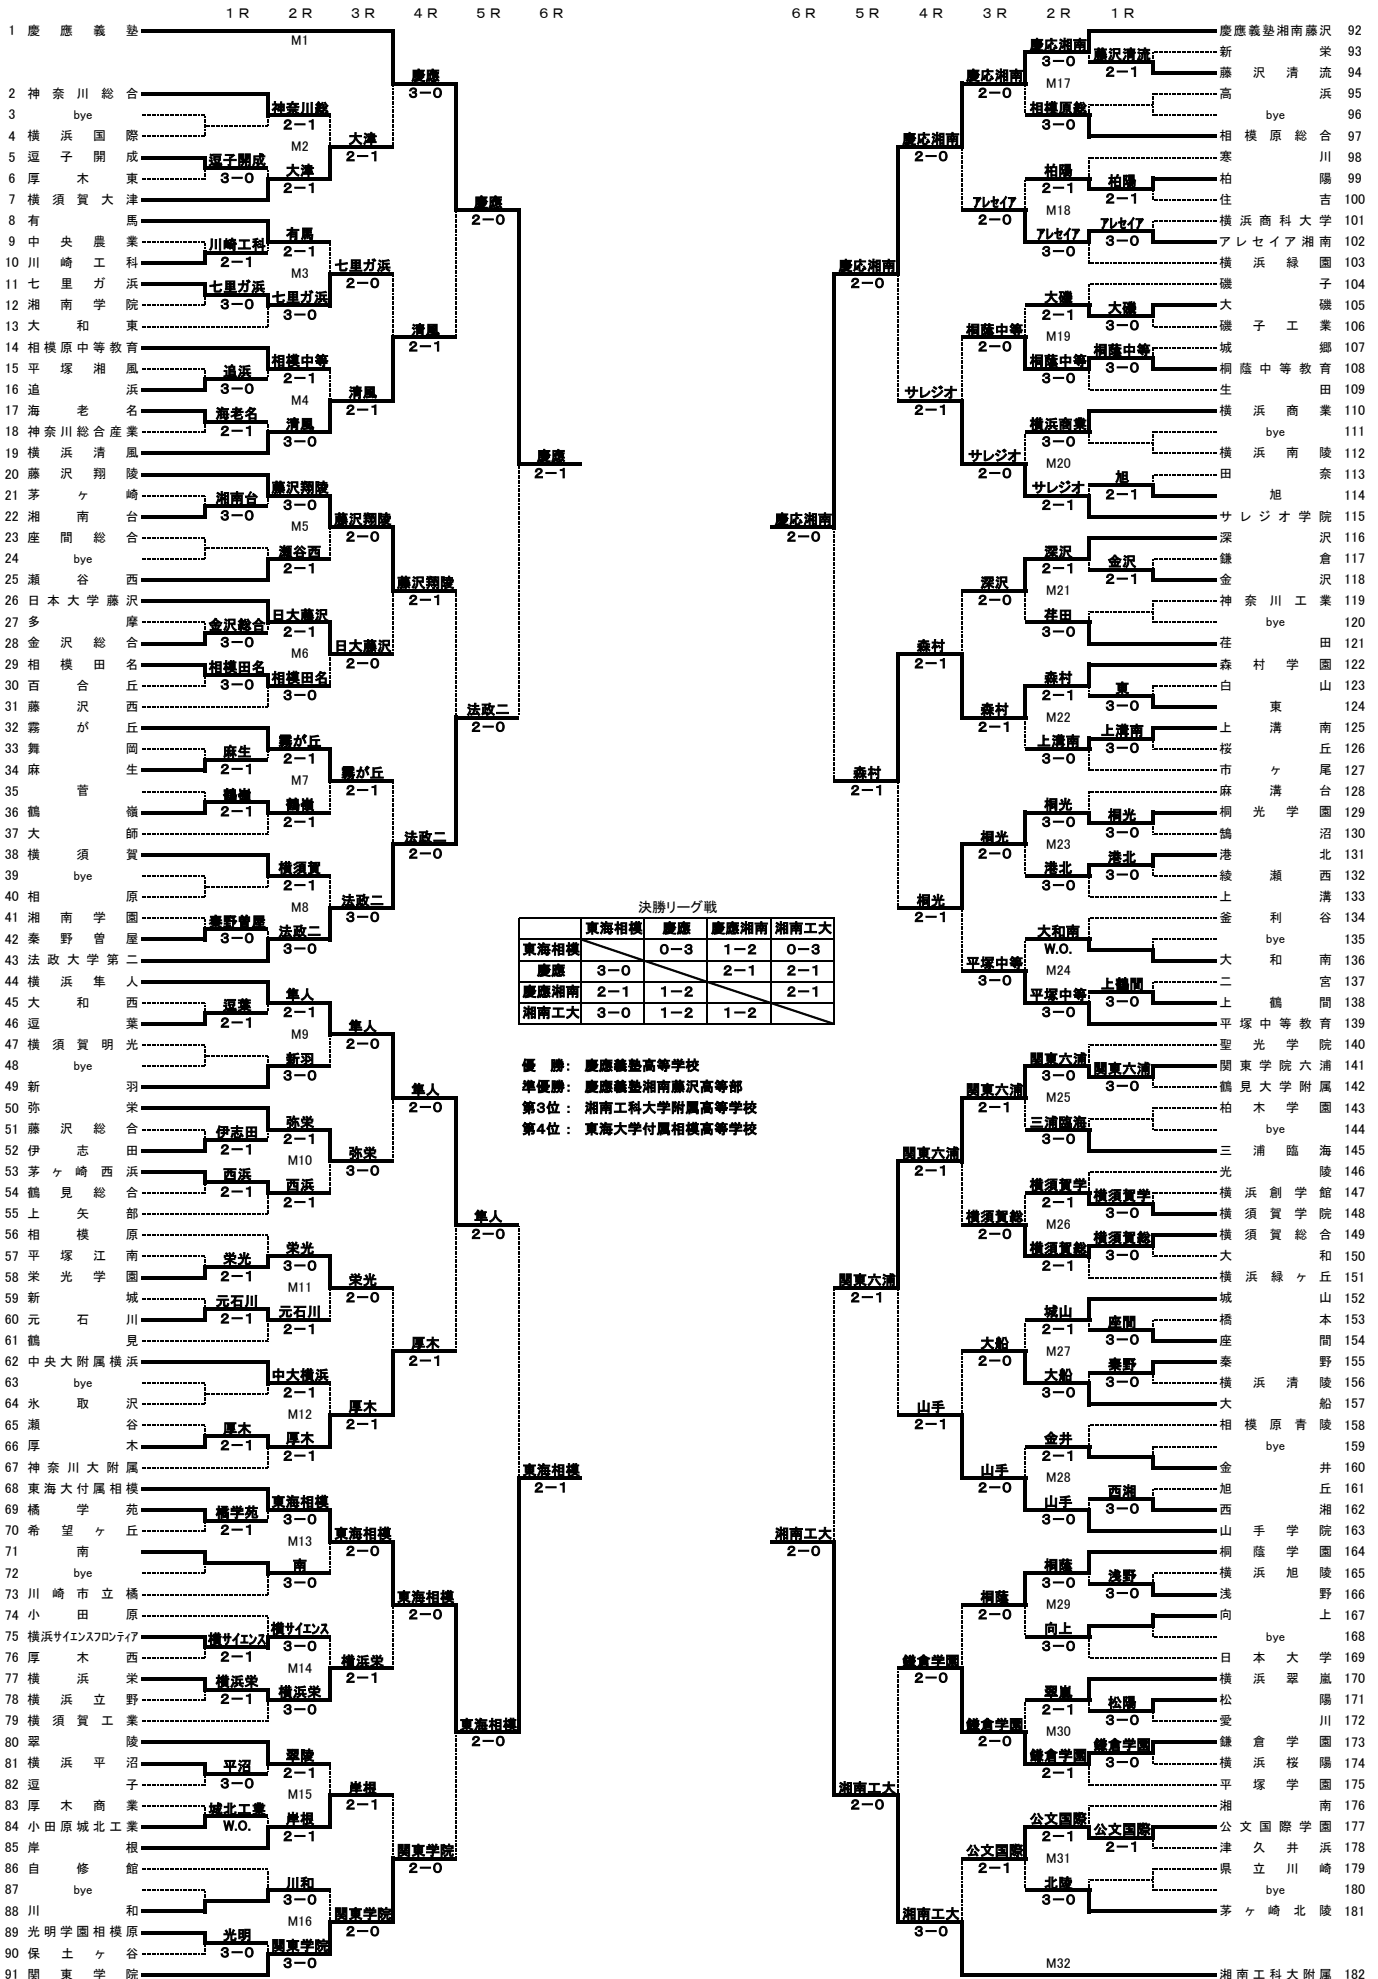 1R 2R 3R 4R 5R 6R
6R 5R 4R 3R 2R 1R
1 慶應義塾
2 神奈川総合
3 bye
4 横浜国際
5 逗子開成
6 厚木東
7 横須賀大津
8 有馬
9 中央農業
10 川崎工科
11 七里ガ浜
12 湘南学院
13 大和東
14 相模原中等教育
15 平塚湘風
16 追浜
17 海老名
18 神奈川総合産業
19 横浜清風
20 藤沢翔陵
21 茅ヶ崎
22 湘南台
23 座間総合
24 bye
25 瀬谷西
26 日本大学藤沢
27 多摩
28 金沢総合
29 相模田名
30 百合丘
31 藤沢西
32 霧が丘
33 舞岡
34 麻生
35 菅
36 鶴嶺
37 大師
38 横須賀
39 bye
40 相原
41 湘南学園
42 秦野曽屋
43 法政大学第二
44 横浜隼人
45 大和西
46 逗葉
47 横須賀明光
48 bye
49 新羽
50 弥栄
51 藤沢総合
52 伊志田
53 茅ヶ崎西浜
54 鶴見総合
55 上矢部
56 相模原
57 平塚江南
58 栄光学園
59 新城
60 元石川
61 鶴見
62 中央大附属横浜
63 bye
64 氷取沢
65 瀬谷
66 厚木
67 神奈川大附属
68 東海大付属相模
69 橘学苑
70 希望ヶ丘
71 南
72 bye
73 川崎市立橘
74 小田原
75 横浜サイエンスフロンティア
76 厚木西
77 横浜栄
78 横浜立野
79 横須賀工業
80 翠陵
81 横浜平沼
82 逗子
83 厚木商業
84 小田原城北工業
85 岸根
86 自修館
87 bye
88 川和
89 光明学園相模原
90 保土ヶ谷
91 関東学院
逗子開成 3-0
川崎工科 2-1
七里ガ浜 3-0
追浜 3-0
海老名 2-1
湘南台 3-0
金沢総合 3-0
相模田名 3-0
麻生 2-1
鶴嶺 2-1
秦野曽屋 3-0
逗葉 2-1
伊志田 2-1
西浜 2-1
栄光 2-1
元石川 2-1
厚木 2-1
橘学苑 2-1
横サイエンス 2-1
横浜栄 2-1
平沼 3-0
城北工業 W.O.
光明 3-0
M1
神奈川総 2-1
M2
大津 2-1
有馬 2-1
M3
七里ガ浜 3-0
相模中等 2-1
M4
清風 3-0
藤沢翔陵 3-0
M5
瀬谷西 2-1
日大藤沢 2-1
M6
相模田名 3-0
霧が丘 2-1
M7
鶴嶺 2-1
横須賀 2-1
M8
法政二 3-0
隼人 2-1
M9
新羽 3-0
弥栄 2-1
M10
西浜 2-1
栄光 3-0
M11
元石川 2-1
中大横浜 2-1
M12
厚木 2-1
東海相模 3-0
M13
南 3-0
横サイエンス 3-0
M14
横浜栄 3-0
翠陵 2-1
M15
岸根 2-1
川和 3-0
M16
関東学院 3-0
大津 2-1
七里ガ浜 2-0
清風 2-1
藤沢翔陵 2-0
日大藤沢 2-0
霧が丘 2-1
法政二 3-0
隼人 2-0
弥栄 3-0
栄光 2-0
厚木 2-1
東海相模 2-0
横浜栄 2-1
岸根 2-1
関東学院 2-0
慶應 3-0
清風 2-1
藤沢翔陵 2-1
法政二 2-0
隼人 2-0
厚木 2-1
東海相模 2-0
関東学院 2-0
慶應 2-0
法政二 2-0
隼人 2-0
東海相模 2-0
慶應 2-1
東海相模 2-1
決勝リーグ戦
東海相模 慶應 慶應湘南 湘南工大
東海相模 0-3 1-2 0-3
慶應 3-0 2-1 2-1
慶應湘南 2-1 1-2 2-1
湘南工大 3-0 1-2 1-2
優 勝： 慶應義塾高等学校
準優勝： 慶應義塾湘南藤沢高等部
第3位： 湘南工科大学附属高等学校
第4位： 東海大学付属相模高等学校
慶応湘南 2-0
湘南工大 2-0
慶応湘南 2-0
森村 2-1
関東六浦 2-1
湘南工大 2-0
慶応湘南 2-0
サレジオ 2-1
森村 2-1
桐光 2-1
関東六浦 2-1
山手 2-1
鎌倉学園 2-0
湘南工大 3-0
慶応湘南 2-0
アレセイア 2-0
桐蔭中等 2-0
サレジオ 2-0
深沢 2-0
森村 2-1
桐光 2-0
平塚中等 3-0
関東六浦 2-1
横須賀総 2-0
大船 2-0
山手 2-0
桐蔭 2-0
鎌倉学園 2-0
公文国際 2-1
慶応湘南 3-0
M17
相模原総 3-0
柏陽 2-1
M18
アレセイア 3-0
大磯 2-1
M19
桐蔭中等 3-0
横浜商業 3-0
M20
サレジオ 2-1
深沢 2-1
M21
荏田 3-0
森村 2-1
M22
上溝南 3-0
桐光 3-0
M23
港北 3-0
大和南 W.O.
M24
平塚中等 3-0
関東六浦 3-0
M25
三浦臨海 3-0
横須賀学 2-1
M26
横須賀総 2-1
城山 2-1
M27
大船 3-0
金井 2-1
M28
山手 3-0
桐蔭 3-0
M29
向上 3-0
翠嵐 2-1
M30
鎌倉学園 2-1
公文国際 2-1
M31
北陵 3-0
M32
藤沢清流 2-1
柏陽 2-1
アレセイア 3-0
大磯 3-0
桐蔭中等 3-0
旭 2-1
金沢 2-1
東 3-0
上溝南 3-0
桐光 3-0
港北 3-0
上鶴間 3-0
関東六浦 3-0
横須賀学 3-0
横須賀総 3-0
座間 3-0
秦野 3-0
西湘 3-0
浅野 3-0
松陽 3-0
鎌倉学園 3-0
公文国際 2-1
慶應義塾湘南藤沢 92
新栄 93
藤沢清流 94
高浜 95
bye 96
相模原総合 97
寒川 98
柏陽 99
住吉 100
横浜商科大学 101
アレセイア湘南 102
横浜緑園 103
磯子 104
大磯 105
磯子工業 106
城郷 107
桐蔭中等教育 108
生田 109
横浜商業 110
bye 111
横浜南陵 112
田奈 113
旭 114
サレジオ学院 115
深沢 116
鎌倉 117
金沢 118
神奈川工業 119
bye 120
荏田 121
森村学園 122
白山 123
東 124
上溝南 125
桜丘 126
市ヶ尾 127
麻溝台 128
桐光学園 129
鵠沼 130
港北 131
綾瀬西 132
上溝 133
釜利谷 134
bye 135
大和南 136
二宮 137
上鶴間 138
平塚中等教育 139
聖光学院 140
関東学院六浦 141
鶴見大学附属 142
柏木学園 143
bye 144
三浦臨海 145
光陵 146
横浜創学館 147
横須賀学院 148
横須賀総合 149
大和 150
横浜緑ヶ丘 151
城山 152
橋本 153
座間 154
秦野 155
横浜清陵 156
大船 157
相模原青陵 158
bye 159
金井 160
旭丘 161
西湘 162
山手学院 163
桐蔭学園 164
横浜旭陵 165
浅野 166
向上 167
bye 168
日本大学 169
横浜翠嵐 170
松陽 171
愛川 172
鎌倉学園 173
横浜桜陽 174
平塚学園 175
湘南 176
公文国際学園 177
津久井浜 178
県立川崎 179
bye 180
茅ヶ崎北陵 181
湘南工科大附属 182